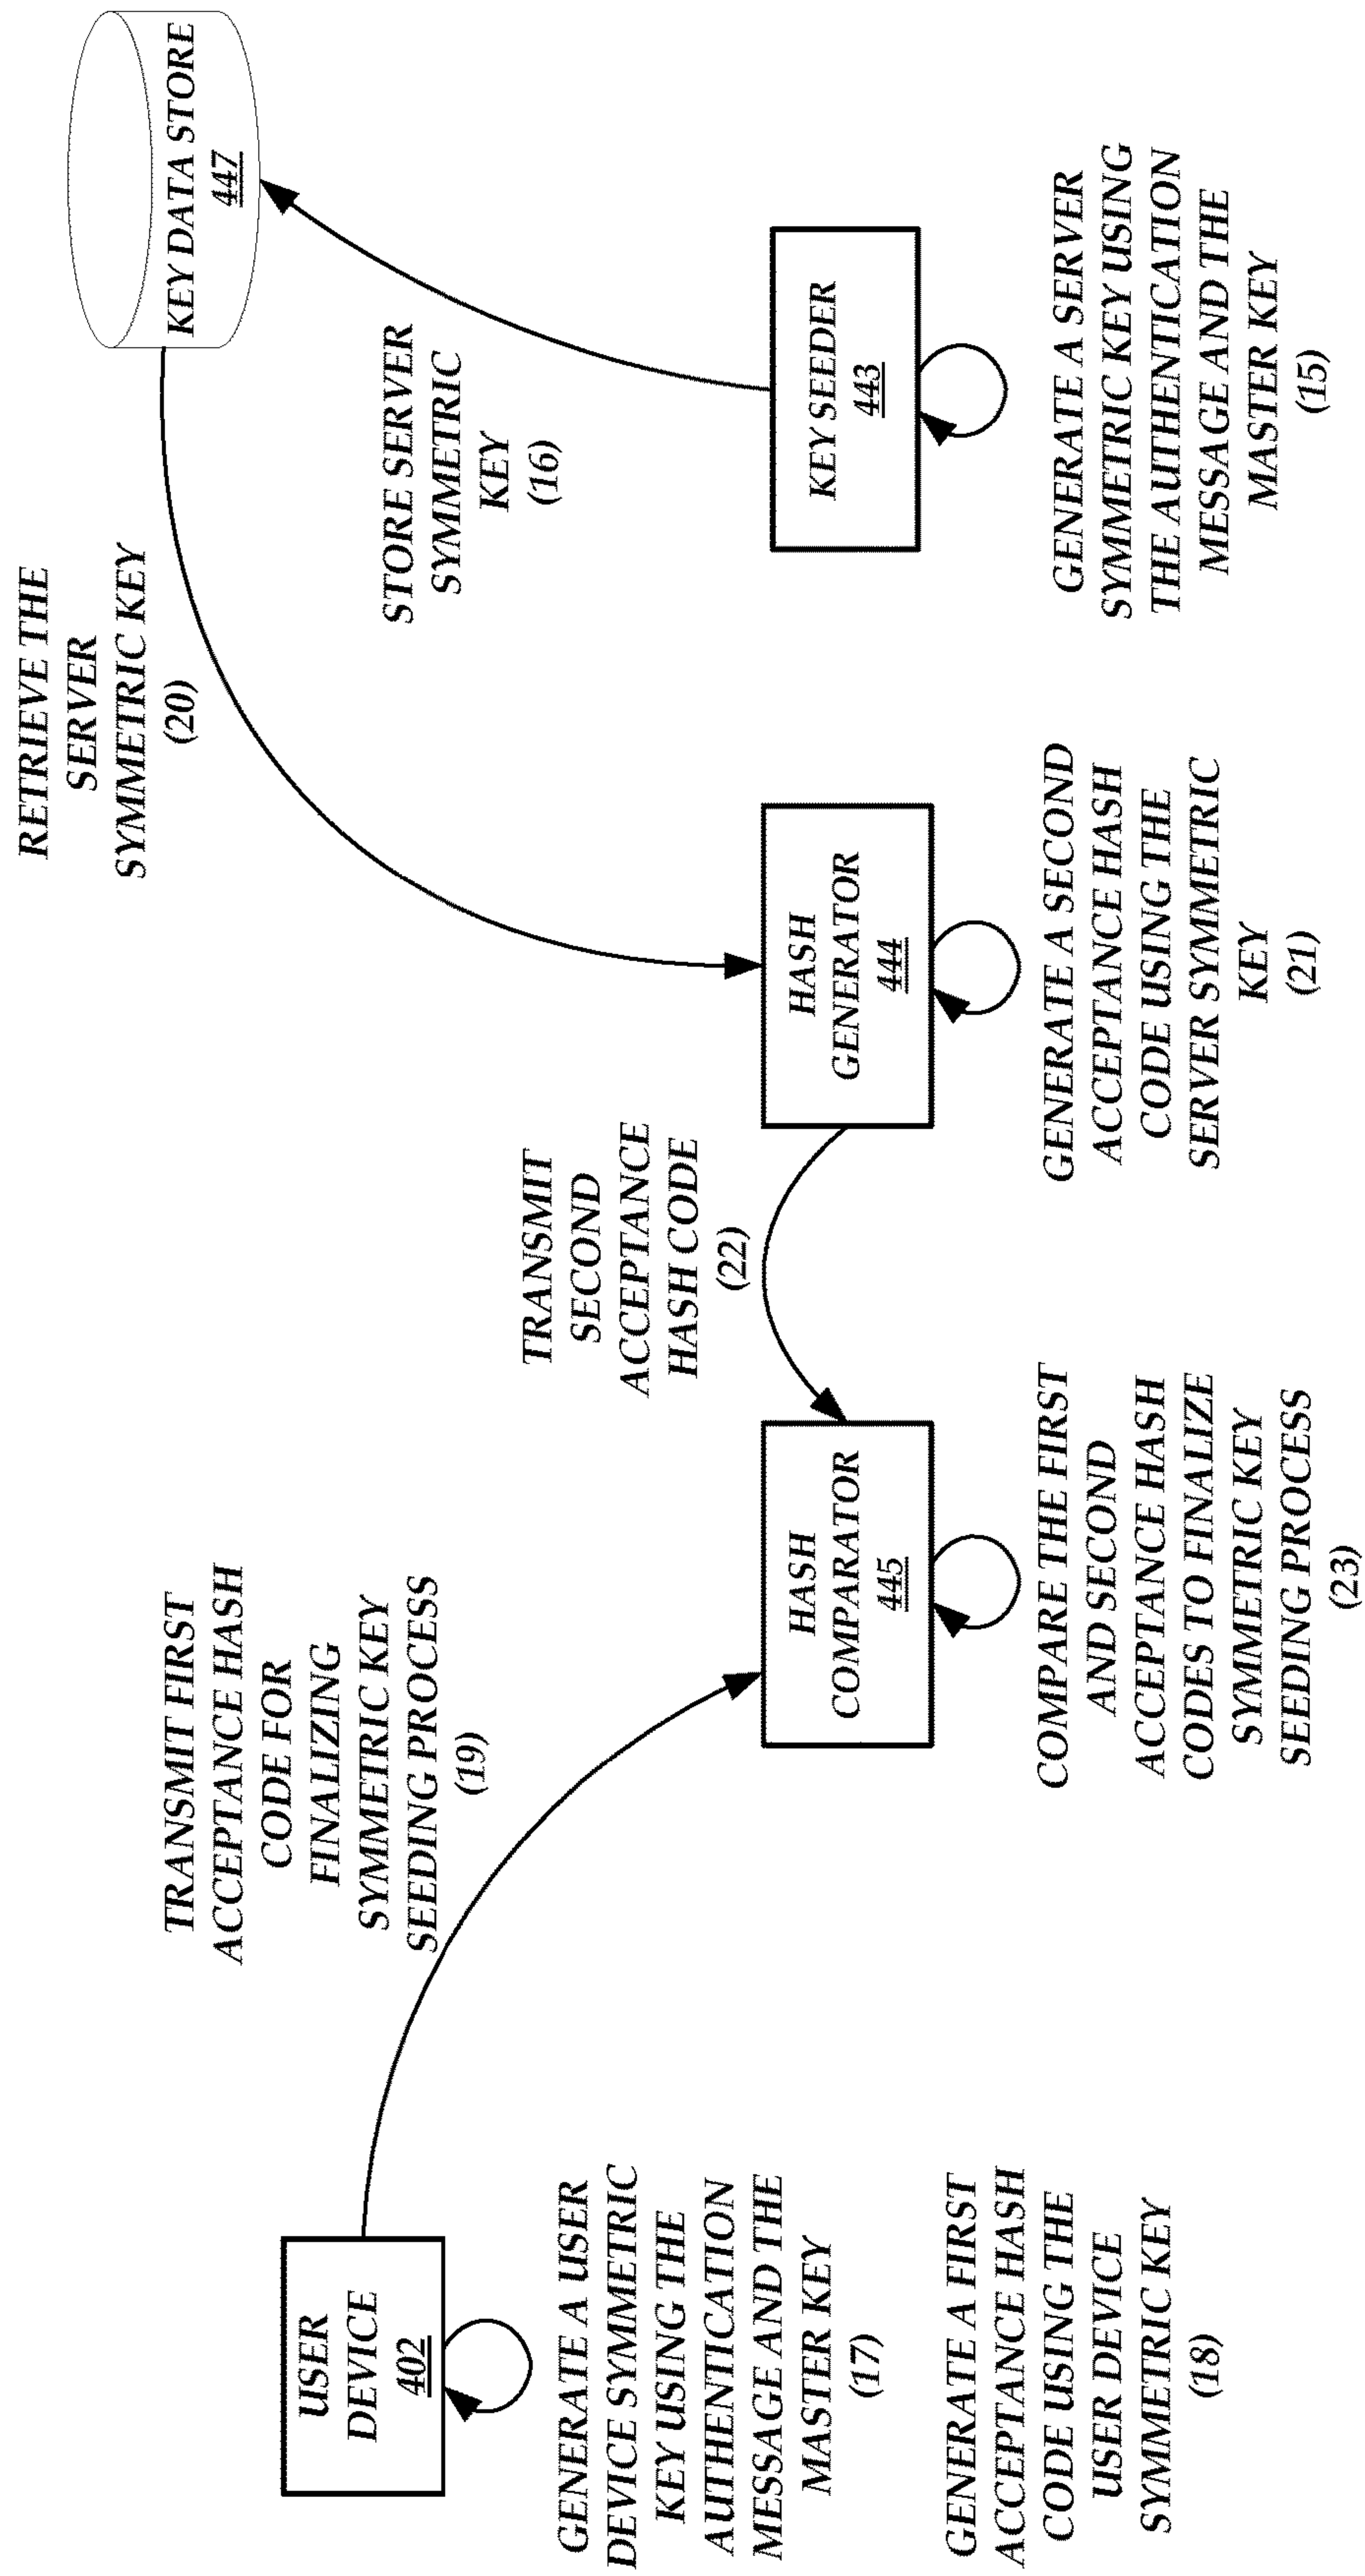 USER
DEVICE
402
GENERATE A USER
DEVICE SYMMETRIC
KEY USING THE
AUTHENTICATION
MESSAGE AND THE
MASTER KEY
(17)
GENERATE A FIRST
ACCEPTANCE HASH
CODE USING THE
USER DEVICE
SYMMETRIC KEY
(18)
TRANSMIT FIRST
ACCEPTANCE HASH
CODE FOR
FINALIZING
SYMMETRIC KEY
SEEDING PROCESS
(19)
HASH
COMPARATOR
445
COMPARE THE FIRST
AND SECOND
ACCEPTANCE HASH
CODES TO FINALIZE
SYMMETRIC KEY
SEEDING PROCESS
(23)
TRANSMIT
SECOND
ACCEPTANCE
HASH CODE
(22)
HASH
GENERATOR
444
GENERATE A SECOND
ACCEPTANCE HASH
CODE USING THE
SERVER SYMMETRIC
KEY
(21)
RETRIEVE THE
SERVER
SYMMETRIC KEY
(20)
STORE SERVER
SYMMETRIC
KEY
(16)
KEY SEEDER
443
GENERATE A SERVER
SYMMETRIC KEY USING
THE AUTHENTICATION
MESSAGE AND THE
MASTER KEY
(15)
KEY DATA STORE
447